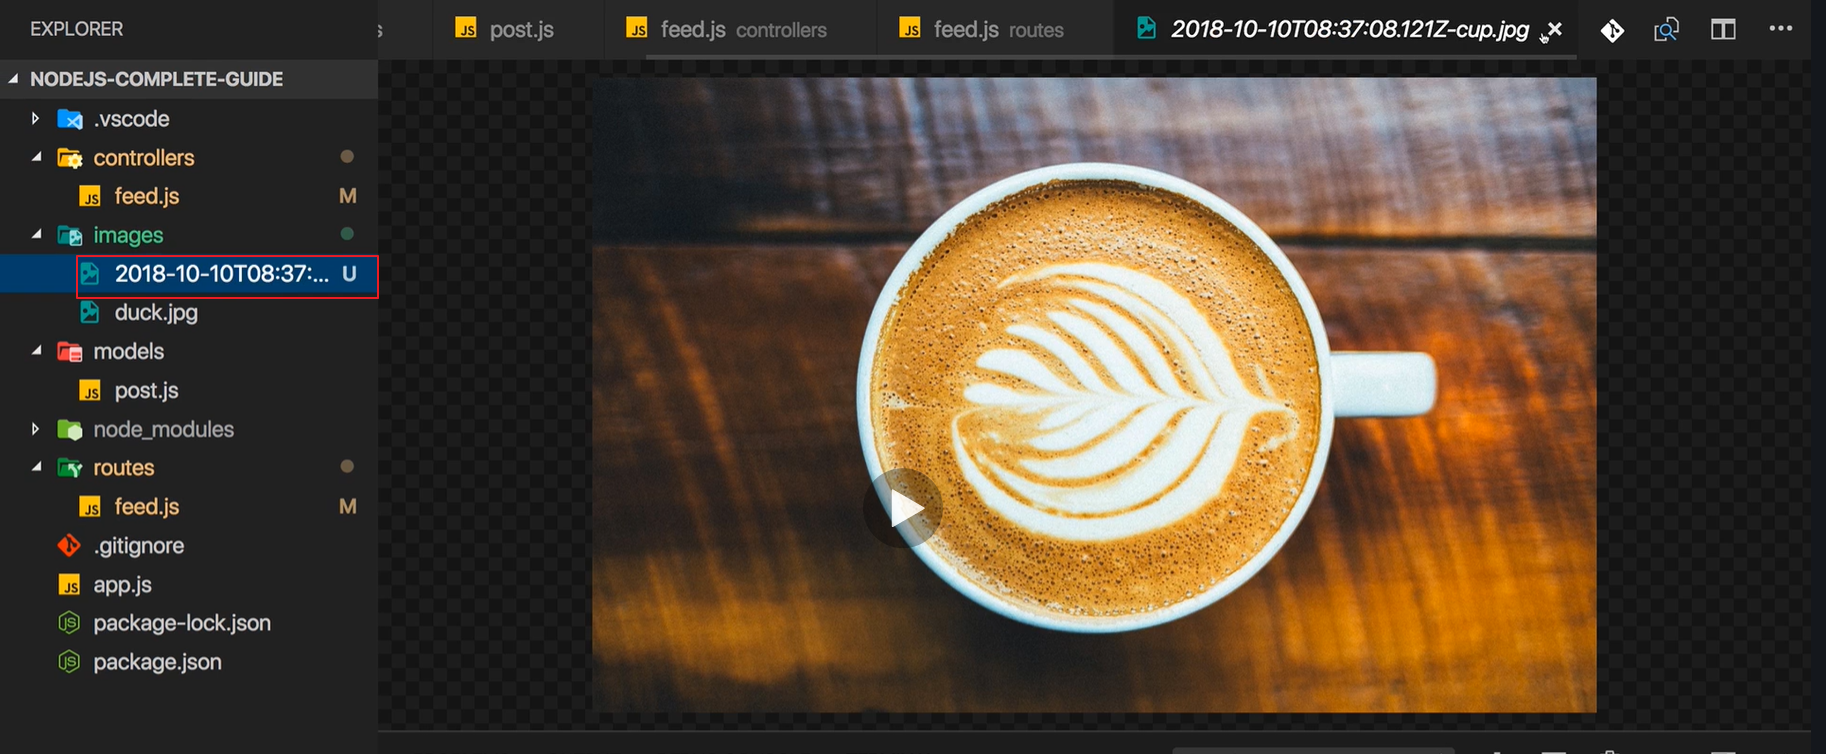 EXPLORER
s
post.js
feed.js controllers
feed.js routes
2018-10-10T08:37:08.121Z-cup.jpg
NODEJS-COMPLETE-GUIDE
.vscode
controllers
feed.js M
images
2018-10-10T08:37:... U
duck.jpg
models
post.js
node_modules
routes
feed.js M
.gitignore
app.js
package-lock.json
package.json